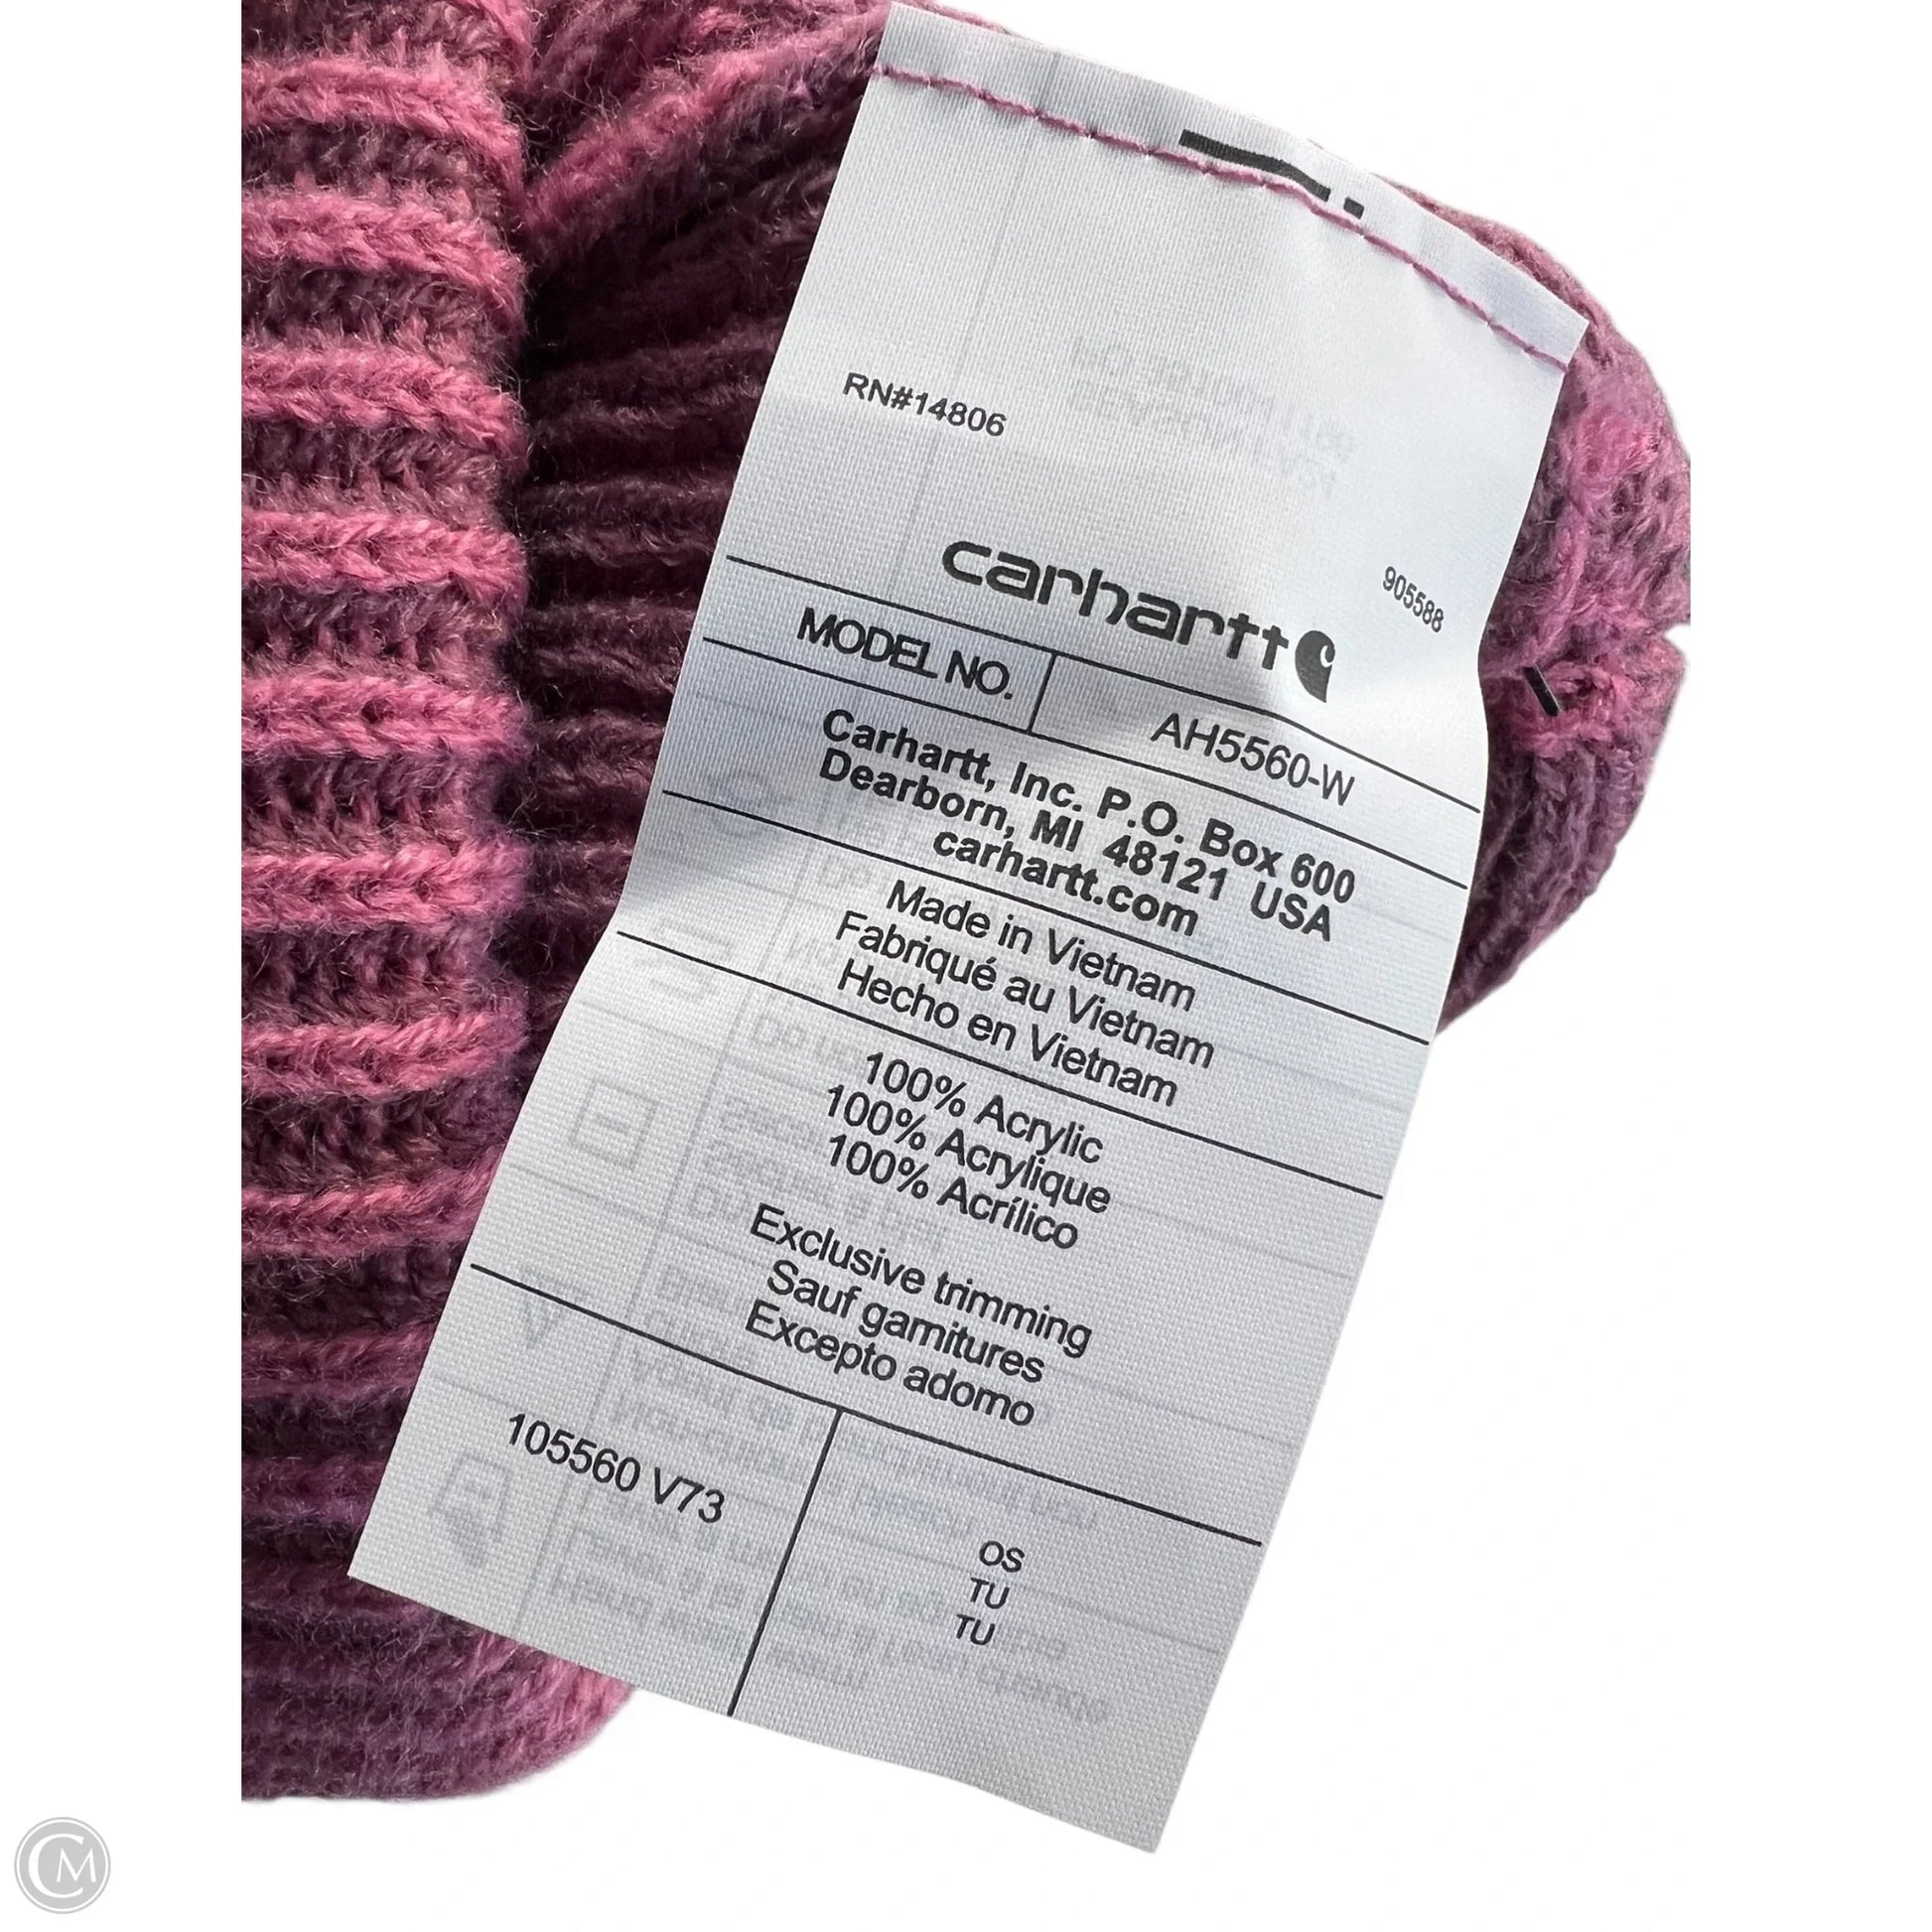 RN#14806
carhartt
905588
MODEL NO. AH5560-W
Carhartt, Inc. P.O. Box 600
Dearborn, MI 48121 USA
carhartt.com
Made in Vietnam
Fabriqué au Vietnam
Hecho en Vietnam
100% Acrylic
100% Acrylique
100% Acrílico
Exclusive trimming
Sauf garnitures
Excepto adorno
105560 V73
OS
TU
TU
CM